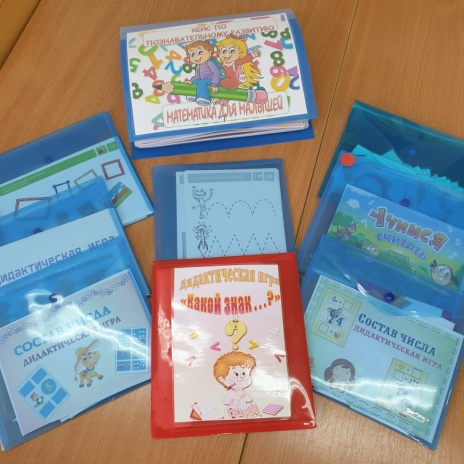 КЕЙС ПО
ПОЗНАВАТЕЛЬНОМУ РАЗВИТИЮ
МАТЕМАТИКА ДЛЯ МАЛЫШЕЙ
ДИДАКТИЧЕСКАЯ ИГРА
УЧИМСЯ
СЧИТАТЬ
СОСТАВ ЧИСЛА
ДИДАКТИЧЕСКАЯ ИГРА
ДИДАКТИЧЕСКАЯ ИГРА
«КАКОЙ ЗНАК...?»
СОСТАВ ЧИСЛА
ДИДАКТИЧЕСКАЯ ИГРА